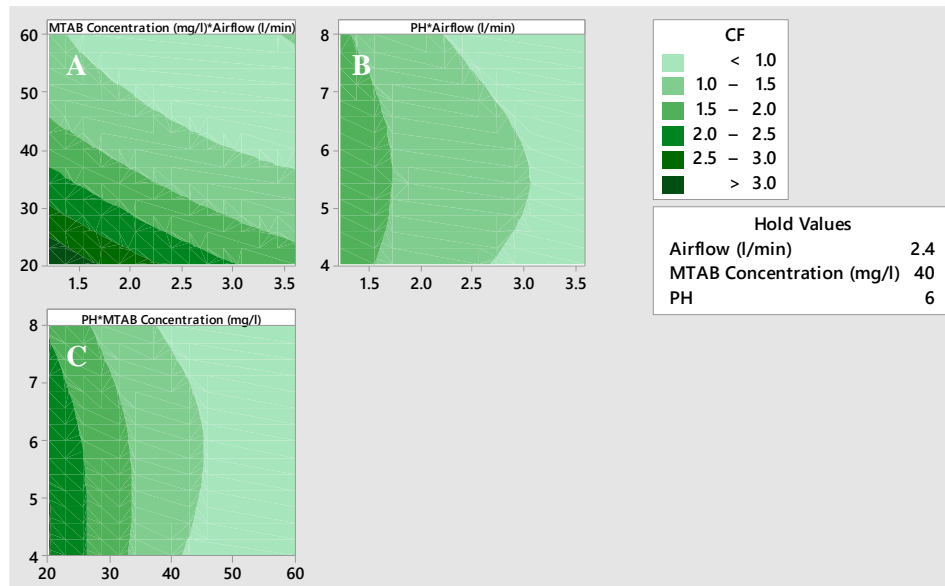 MTAB Concentration (mg/l)*Airflow (l/min)
A
60
50
40
30
20
1.5
2.0
2.5
3.0
3.5
PH*Airflow (l/min)
B
8
7
6
5
4
1.5
2.0
2.5
3.0
3.5
PH*MTAB Concentration (mg/l)
C
8
7
6
5
4
20
30
40
50
60
CF
< 1.0
1.0 – 1.5
1.5 – 2.0
2.0 – 2.5
2.5 – 3.0
> 3.0
Hold Values
Airflow (l/min) 2.4
MTAB Concentration (mg/l) 40
PH 6